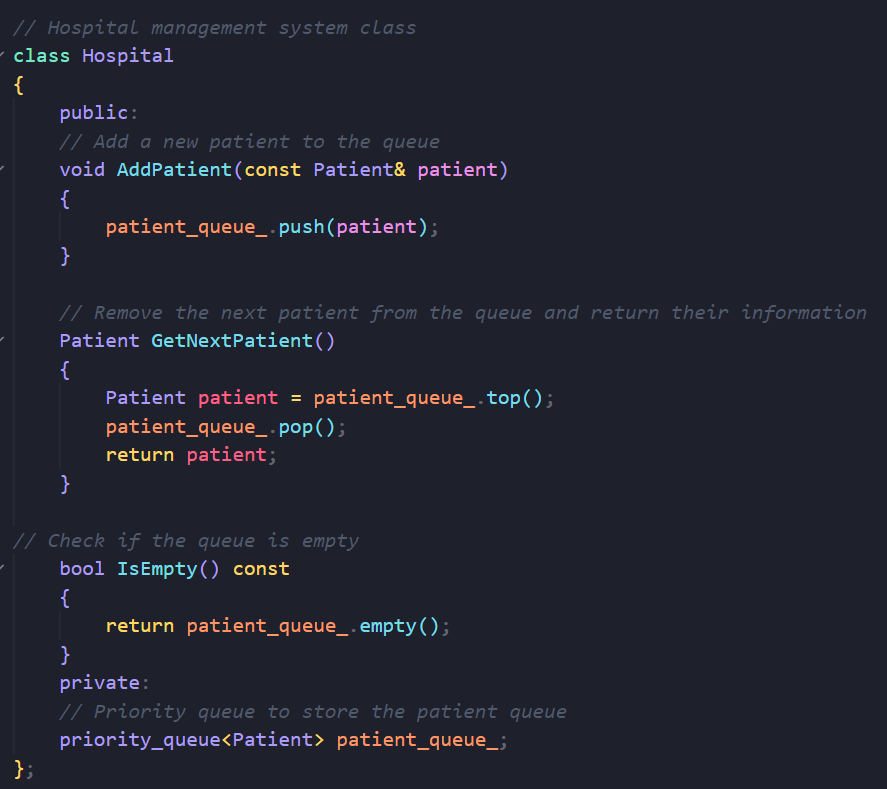 // Hospital management system class
class Hospital
{
    public:
    // Add a new patient to the queue
    void AddPatient(const Patient& patient)
    {
        patient_queue_.push(patient);
    }

    // Remove the next patient from the queue and return their information
    Patient GetNextPatient()
    {
        Patient patient = patient_queue_.top();
        patient_queue_.pop();
        return patient;
    }

// Check if the queue is empty
    bool IsEmpty() const
    {
        return patient_queue_.empty();
    }
    private:
    // Priority queue to store the patient queue
    priority_queue<Patient> patient_queue_;
};